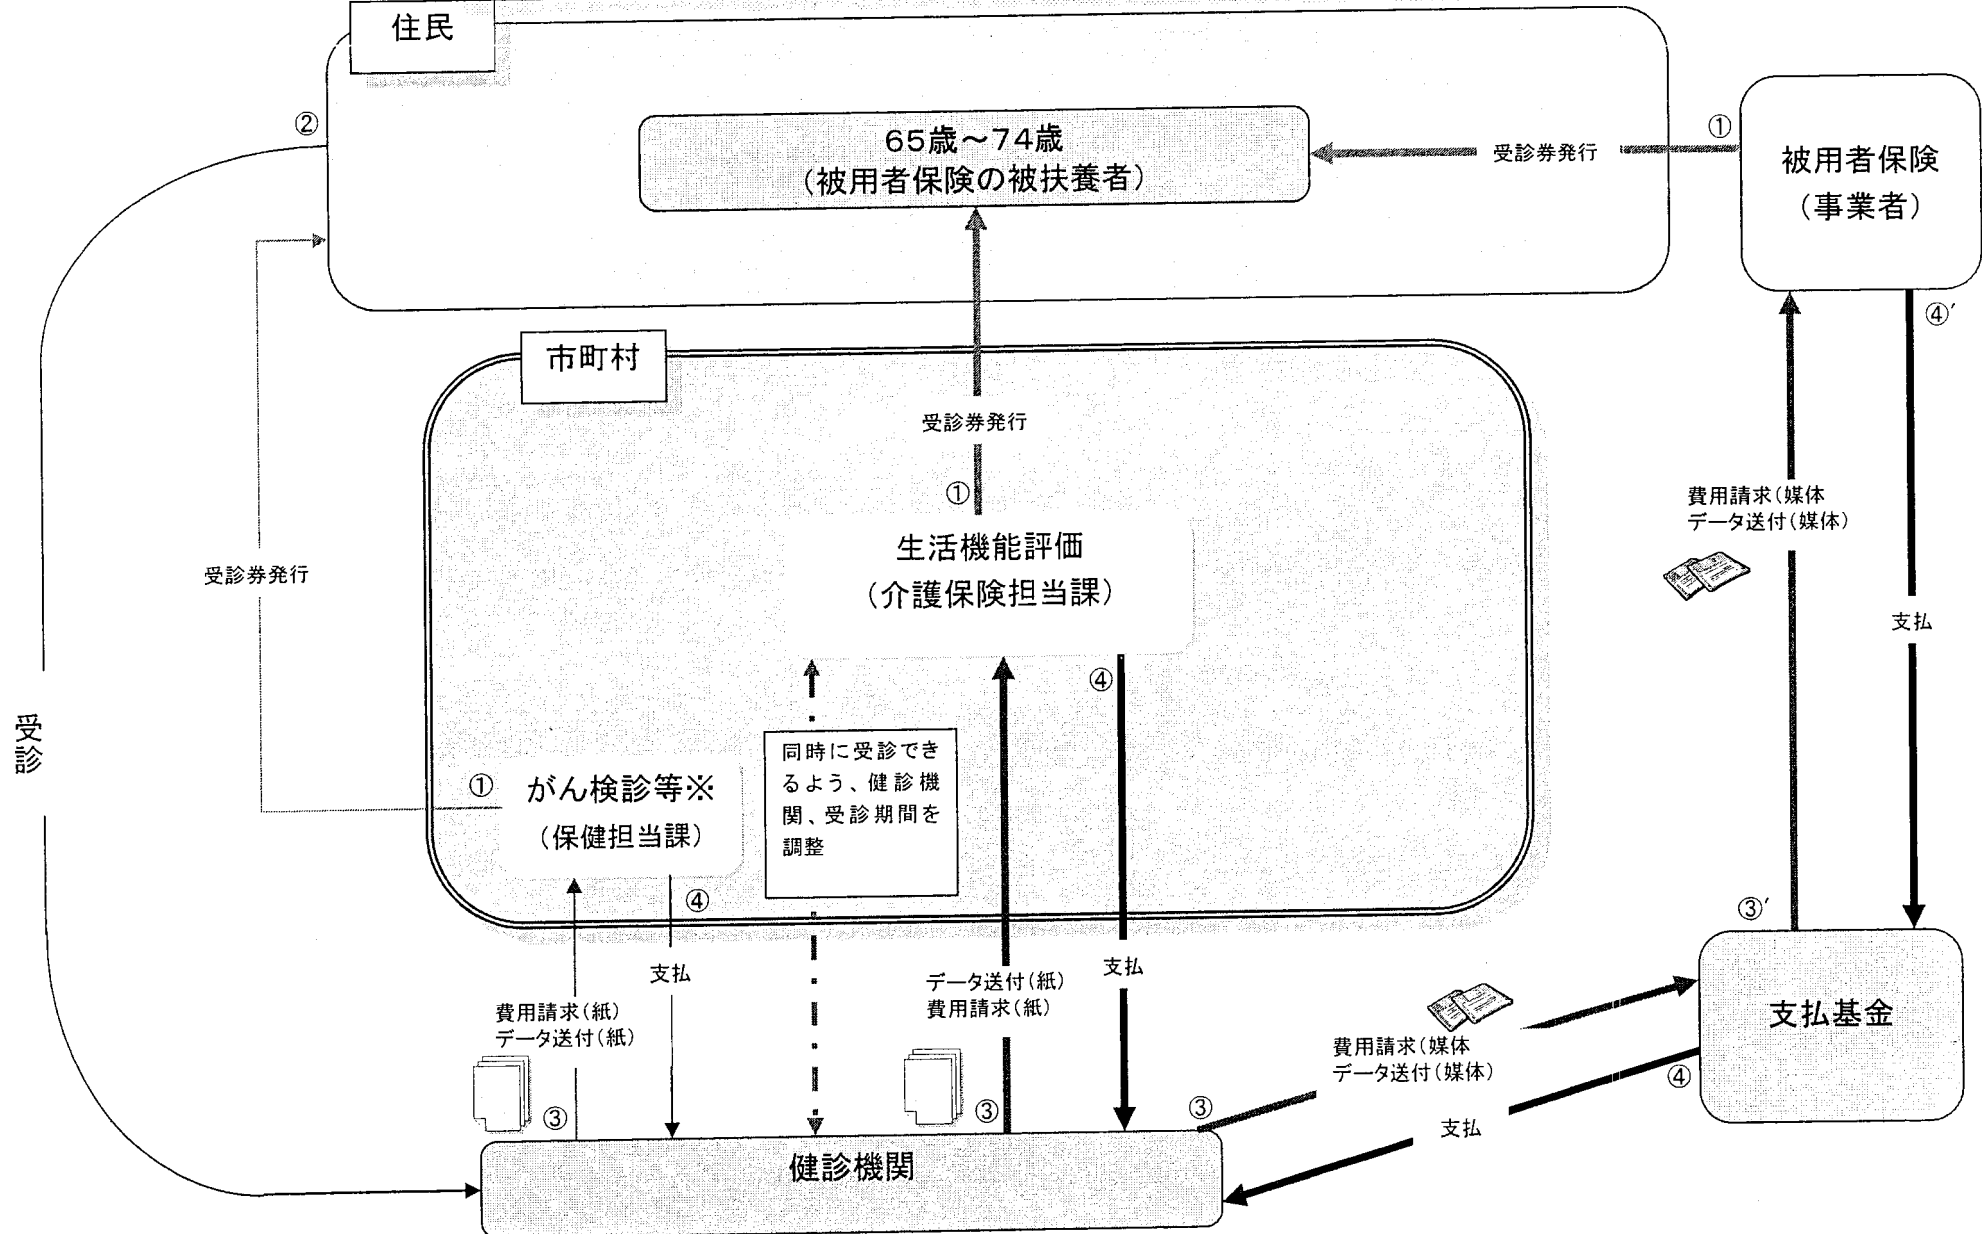 住民
②
65歳～74歳
（被用者保険の被扶養者）
受診券発行
①
被用者保険
（事業者）
④′
市町村
受診券発行
①
生活機能評価
（介護保険担当課）
費用請求（媒体
データ送付（媒体）
受診券発行
支払
④
受診
同時に受診でき
るよう、健診機
関、受診期間を
調整
①
がん検診等※
（保健担当課）
④
③′
支払
費用請求（紙）
データ送付（紙）
データ送付（紙）
費用請求（紙）
支払
支払基金
費用請求（媒体
データ送付（媒体）
④
③
③
③
支払
健診機関